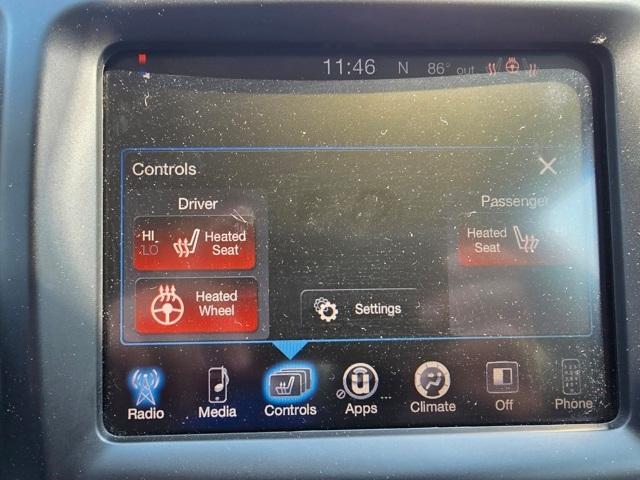 11:46 N 86° out
Controls
Driver
Passenger
HI
LO
Heated
Seat
Heated
Seat
Heated
Wheel
Settings
Radio
Media
Controls
Apps
Climate
Off
Phone